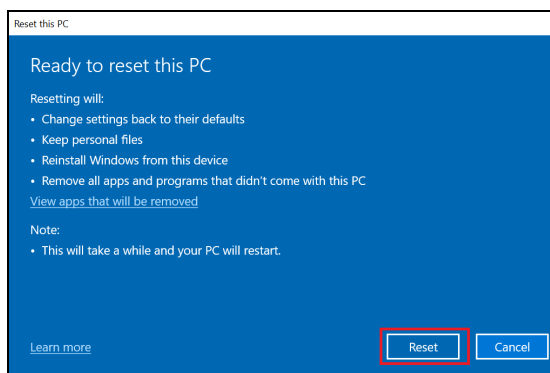 Reset this PC
Ready to reset this PC
Resetting will:
• Change settings back to their defaults
• Keep personal files
• Reinstall Windows from this device
• Remove all apps and programs that didn't come with this PC
View apps that will be removed
Note:
• This will take a while and your PC will restart.
Learn more
Reset
Cancel